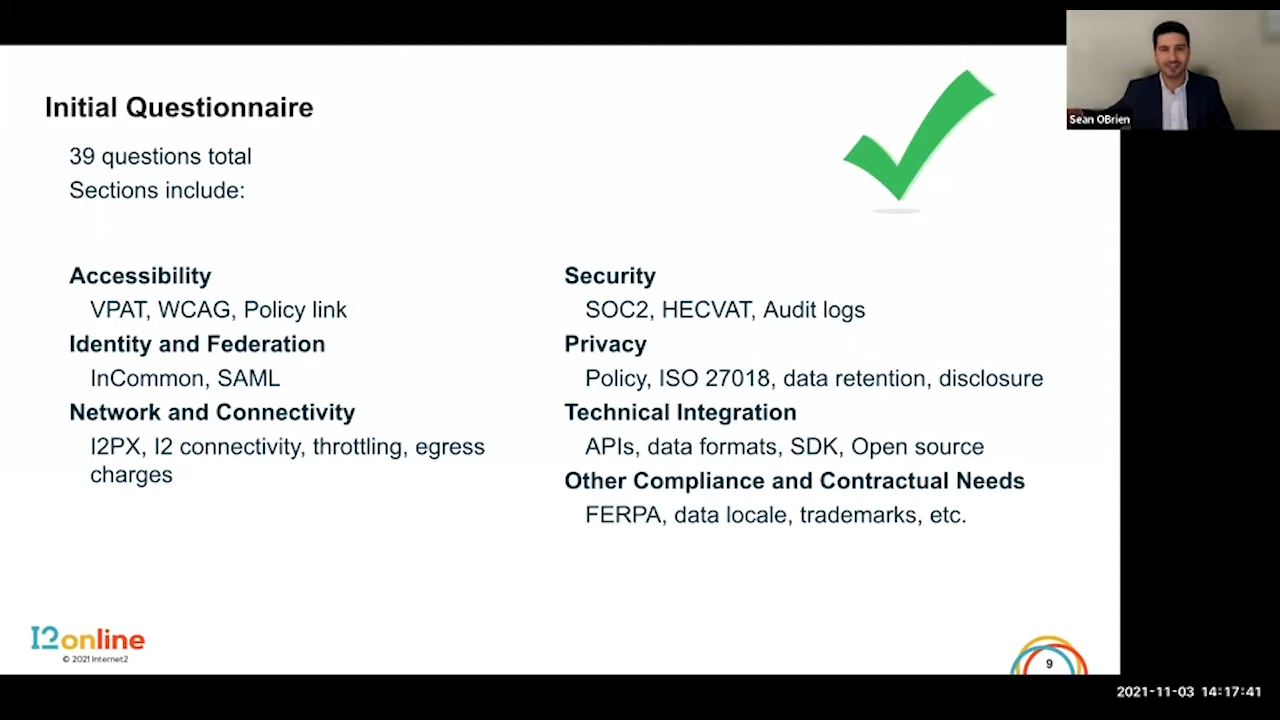 Initial Questionnaire
39 questions total
Sections include:
Accessibility
VPAT, WCAG, Policy link
Identity and Federation
InCommon, SAML
Network and Connectivity
I2PX, I2 connectivity, throttling, egress
charges
Security
SOC2, HECVAT, Audit logs
Privacy
Policy, ISO 27018, data retention, disclosure
Technical Integration
APIs, data formats, SDK, Open source
Other Compliance and Contractual Needs
FERPA, data locale, trademarks, etc.
I2online
© 2021 Internet2
9
Sean OBrien
2021-11-03 14:17:41